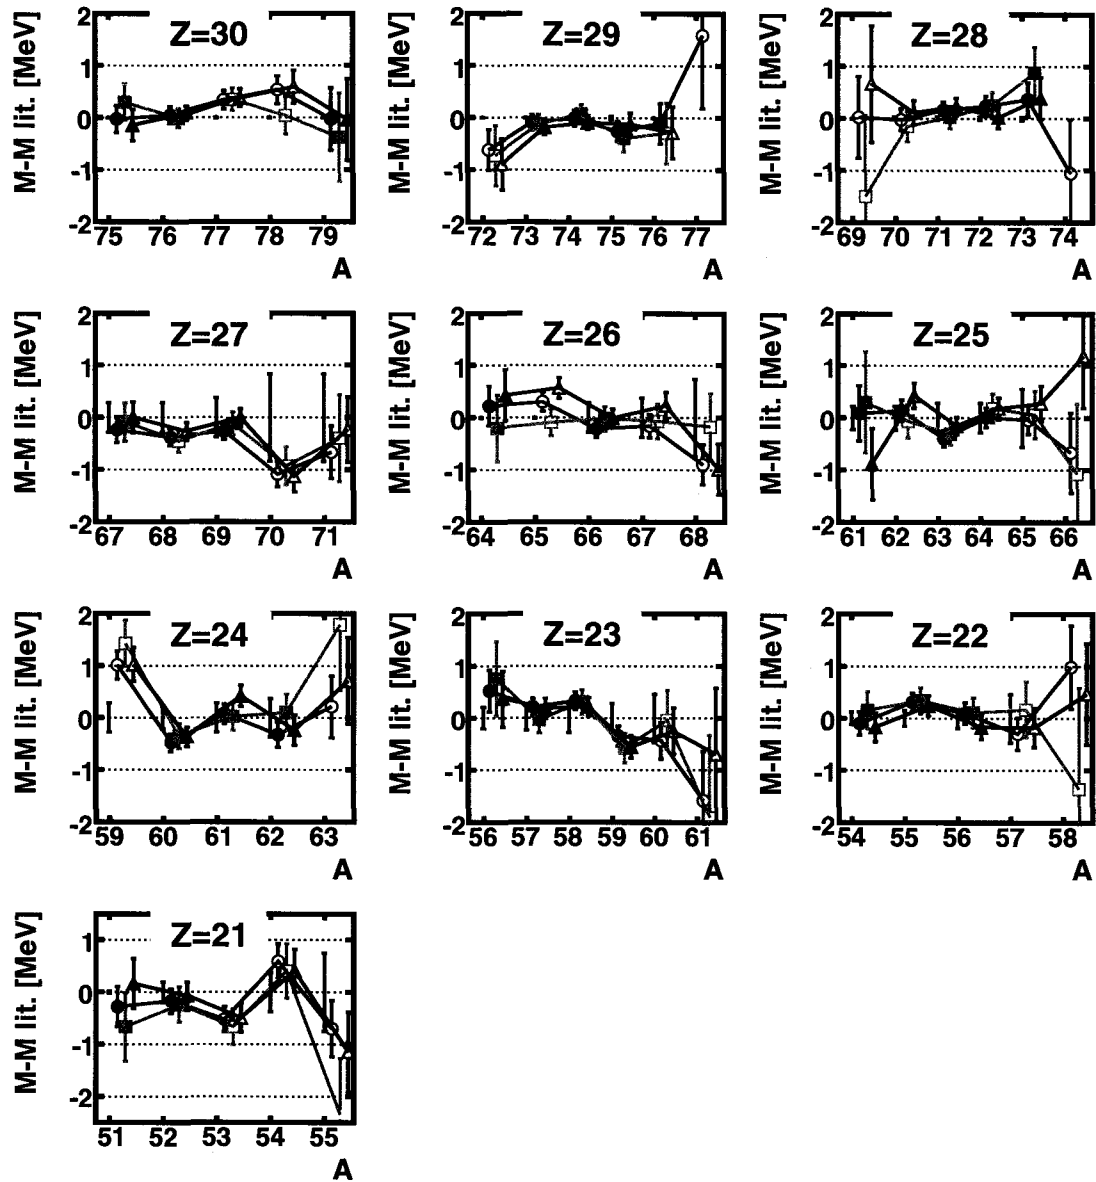 M-M lit. [MeV]
2
1
0
-1
-2
Z=30
75 76 77 78 79
A
M-M lit. [MeV]
2
1
0
-1
-2
Z=29
72 73 74 75 76 77
A
M-M lit. [MeV]
2
1
0
-1
-2
Z=28
69 70 71 72 73 74
A
M-M lit. [MeV]
2
1
0
-1
-2
Z=27
67 68 69 70 71
A
M-M lit. [MeV]
2
1
0
-1
-2
Z=26
64 65 66 67 68
A
M-M lit. [MeV]
2
1
0
-1
-2
Z=25
61 62 63 64 65 66
A
M-M lit. [MeV]
2
1
0
-1
-2
Z=24
59 60 61 62 63
A
M-M lit. [MeV]
2
1
0
-1
-2
Z=23
56 57 58 59 60 61
A
M-M lit. [MeV]
2
1
0
-1
-2
Z=22
54 55 56 57 58
A
M-M lit. [MeV]
1
0
-1
-2
Z=21
51 52 53 54 55
A